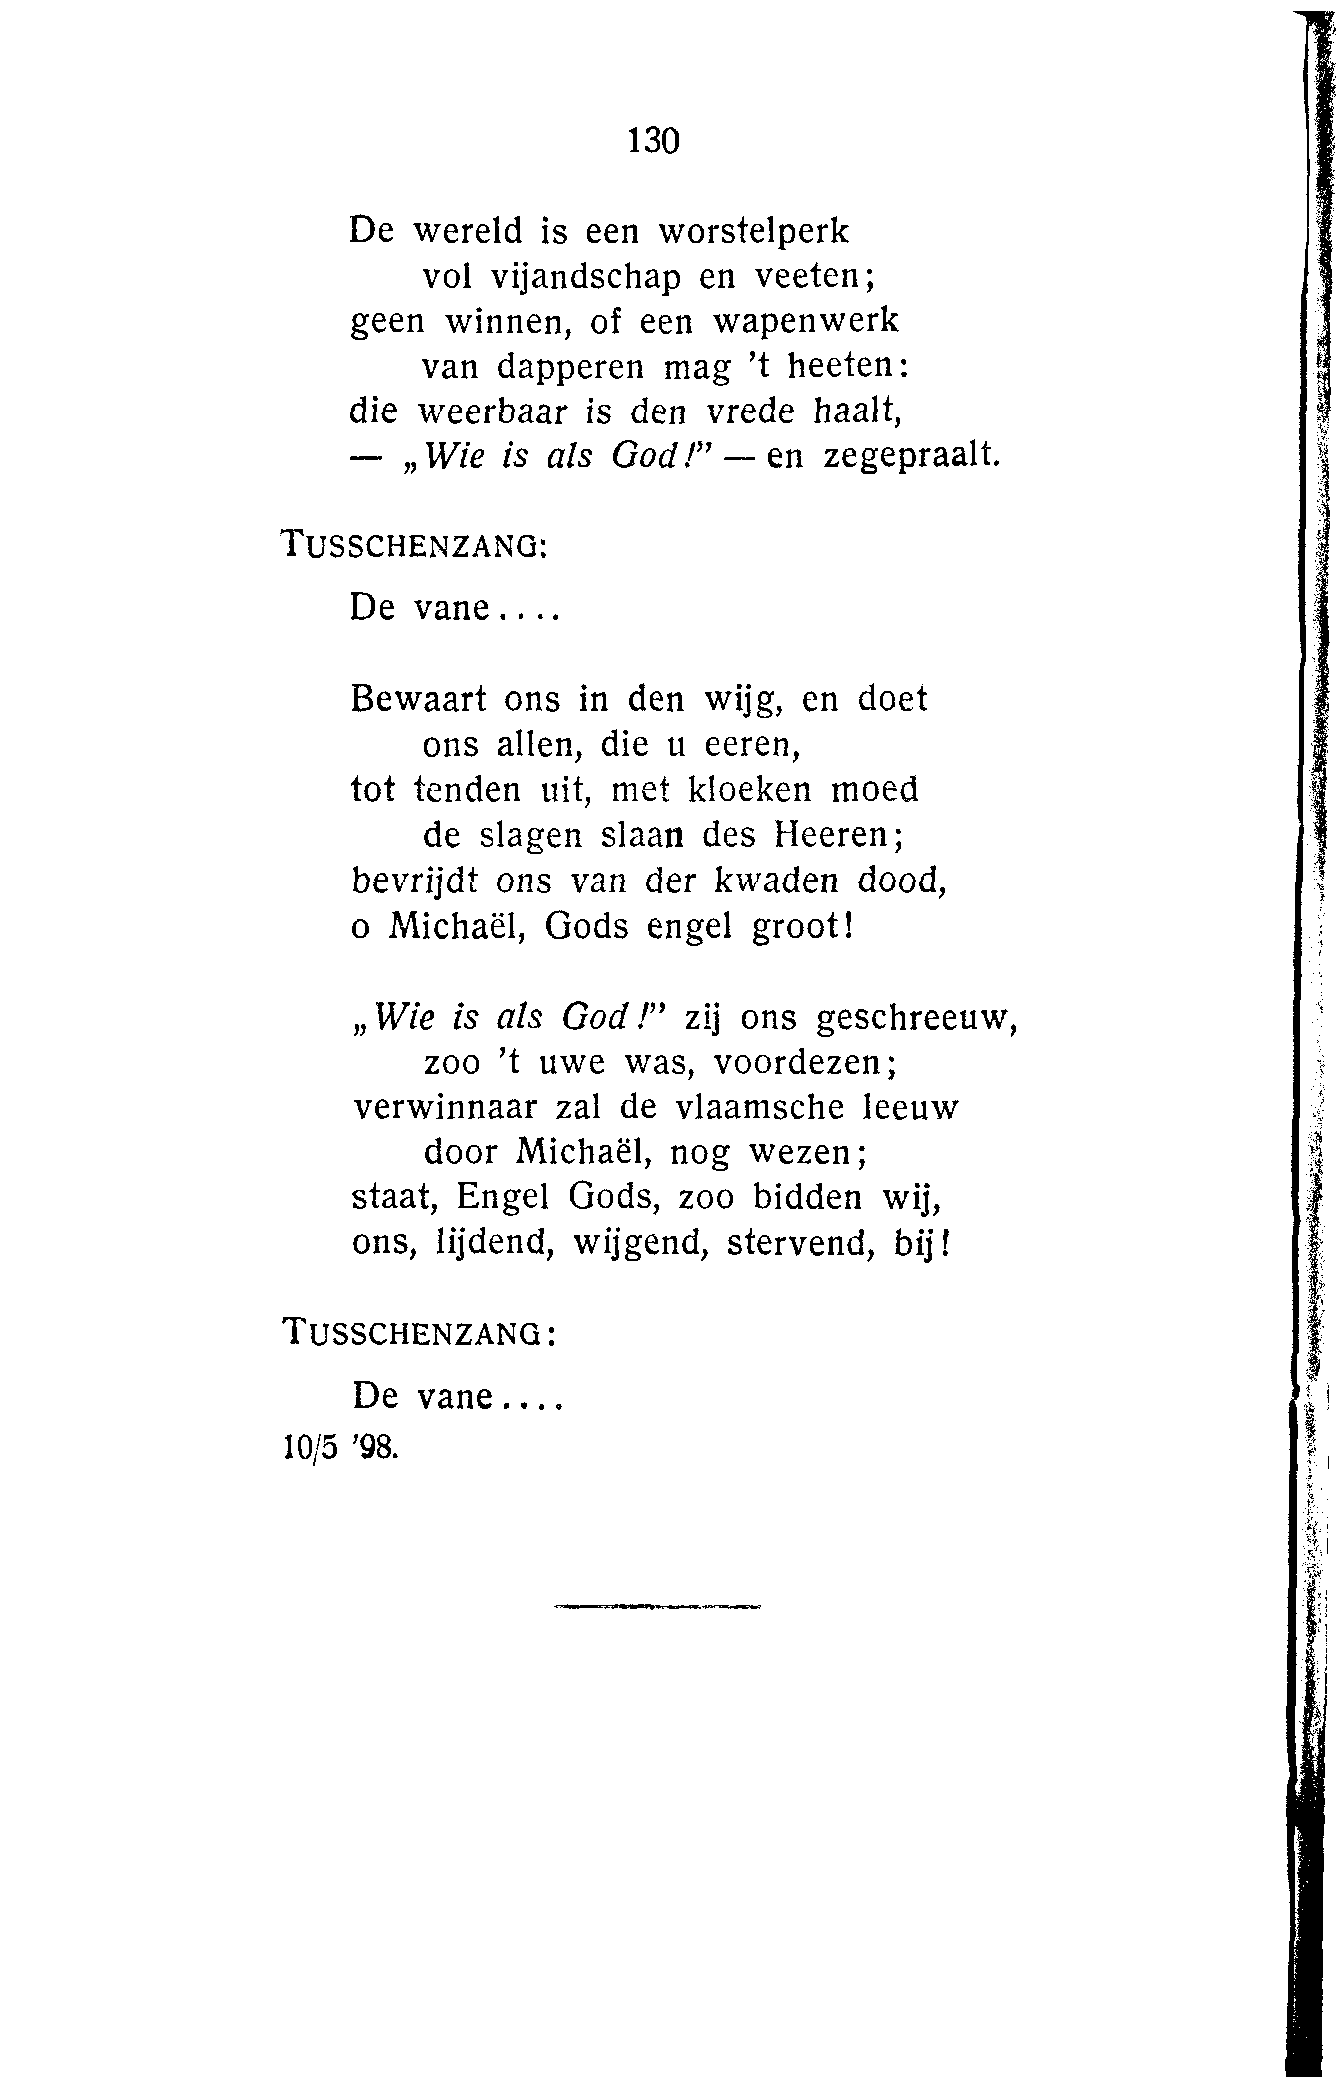 130
De wereld is een worstelperk
vol vijandschap en veeten;
geen winnen, of een wapenwerk
van dapperen mag 't heeten:
die weerbaar is den vrede haalt,
— „Wie is als God!” — en zegepraalt.
TUSSCHENZANG:
De vane....
Bewaart ons in den wijg, en doet
ons allen, die u eeren,
tot tenden uit, met kloeken moed
de slagen slaan des Heeren;
bevrijdt ons van der kwaden dood,
o Michaël, Gods engel groot!
„Wie is als God!” zij ons geschreeuw,
zoo 't uwe was, voordezen;
verwinnaar zal de vlaamsche leeuw
door Michaël, nog wezen;
staat, Engel Gods, zoo bidden wij,
ons, lijdend, wijgend, stervend, bij!
TUSSCHENZANG:
De vane....
10/5 '98.